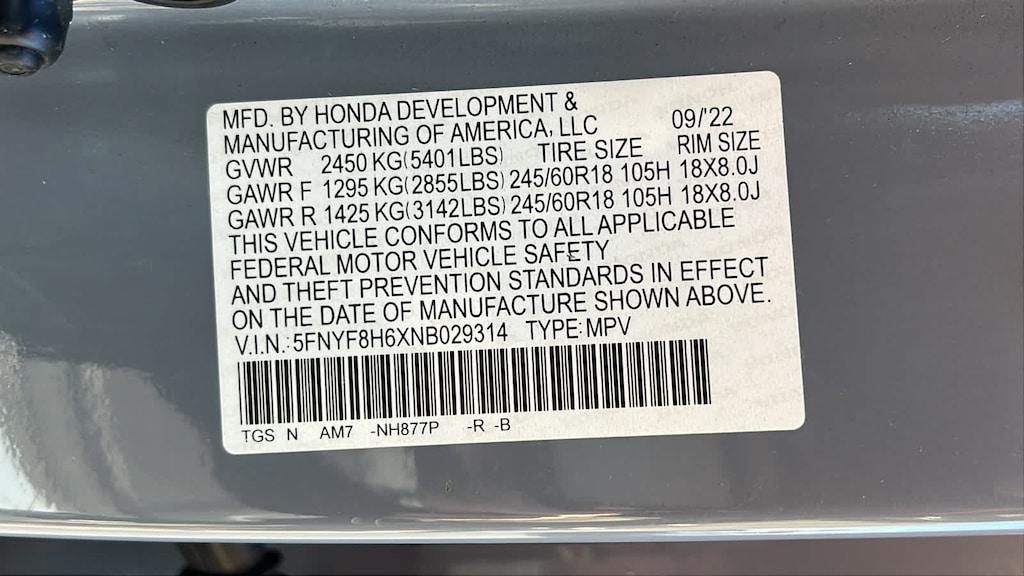 MFD. BY HONDA DEVELOPMENT &
MANUFACTURING OF AMERICA, LLC 09/'22
GVWR 2450 KG(5401LBS) TIRE SIZE RIM SIZE
GAWR F 1295 KG(2855LBS) 245/60R18 105H 18X8.0J
GAWR R 1425 KG(3142LBS) 245/60R18 105H 18X8.0J
THIS VEHICLE CONFORMS TO ALL APPLICABLE
FEDERAL MOTOR VEHICLE SAFETY
AND THEFT PREVENTION STANDARDS IN EFFECT
ON THE DATE OF MANUFACTURE SHOWN ABOVE.
V.I.N.: 5FNYF8H6XNB029314 TYPE: MPV
TGS N AM7 -NH877P -R -B